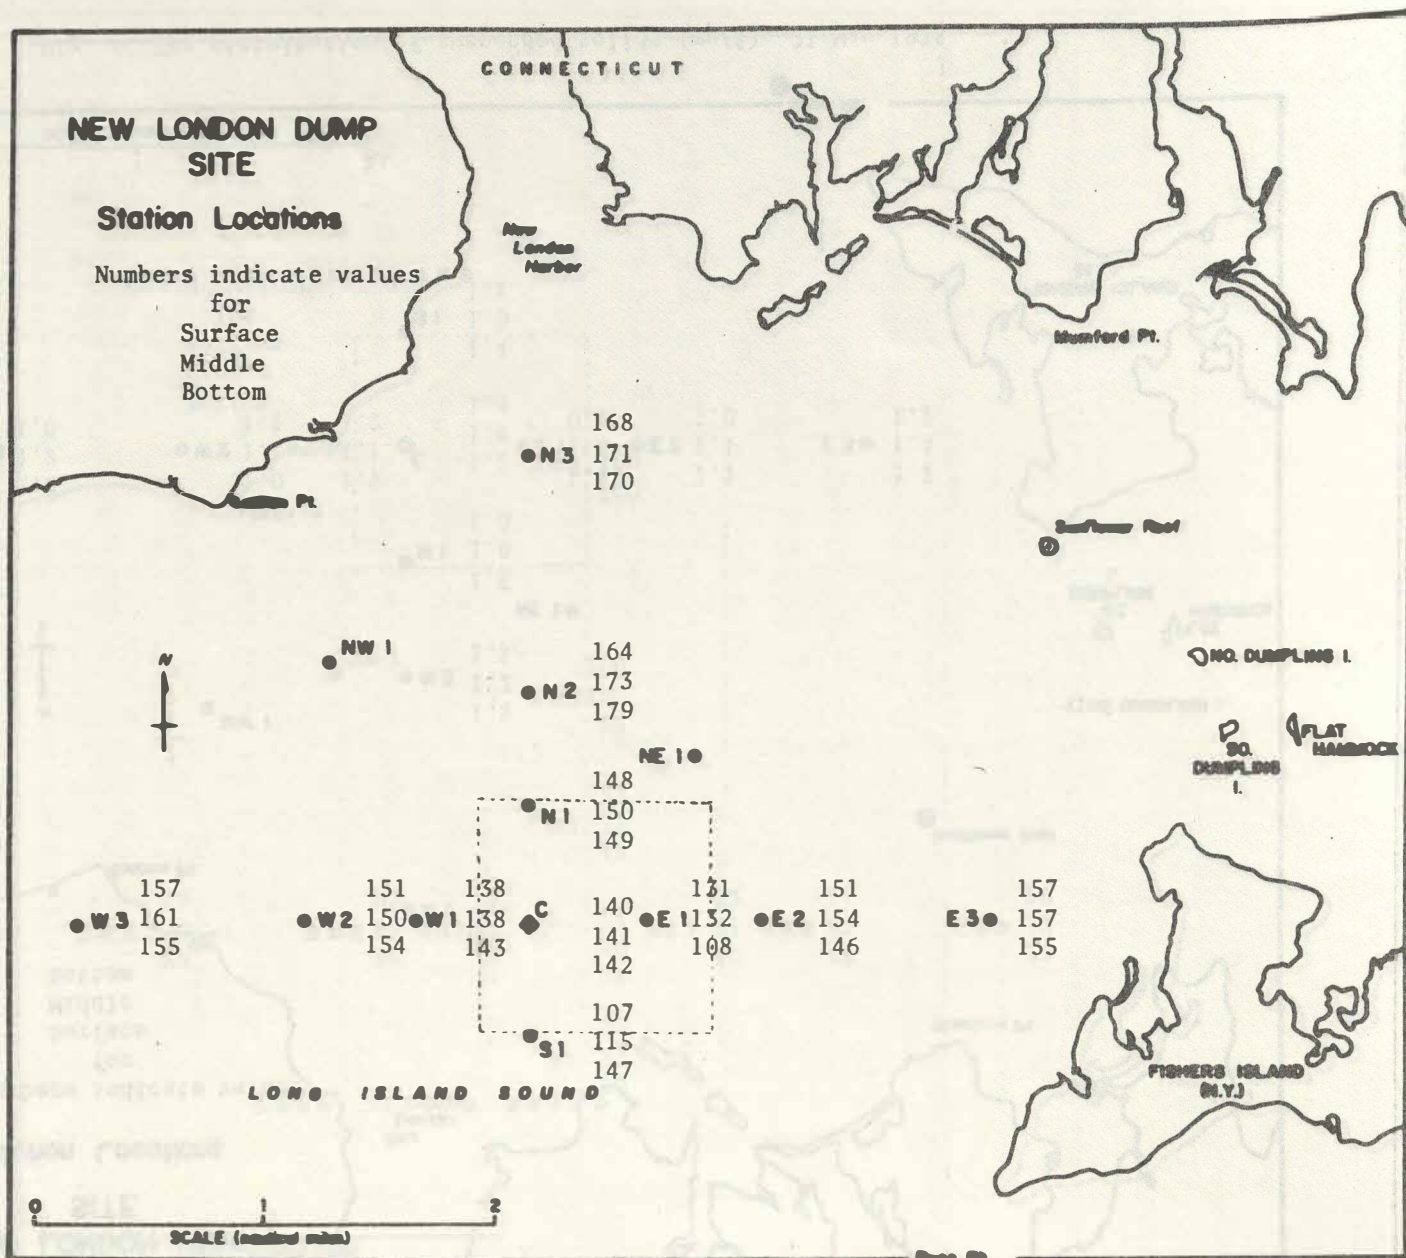 CONNECTICUT
NEW LONDON DUMP
SITE
Station Locations
Numbers indicate values
for
Surface
Middle
Bottom
New
London
Harbor
Mumford Pt.
168
N3 171
170
Pt.
Seaflower Reef
NW 1
N
164
N2 173
179
NO. DUMPLING I.
FLAT
HAMMOCK
SO.
DUMPLING
I.
NE 1
148
N1 150
149
157
W3 161
155
151
W2 150
154
138
W1 138
143
C
140
141
142
131
E1 132
108
151
E2 154
146
157
E3 157
155
107
S1 115
147
LONG ISLAND SOUND
FISHERS ISLAND
(N.Y.)
0 1 2
SCALE (nautical miles)